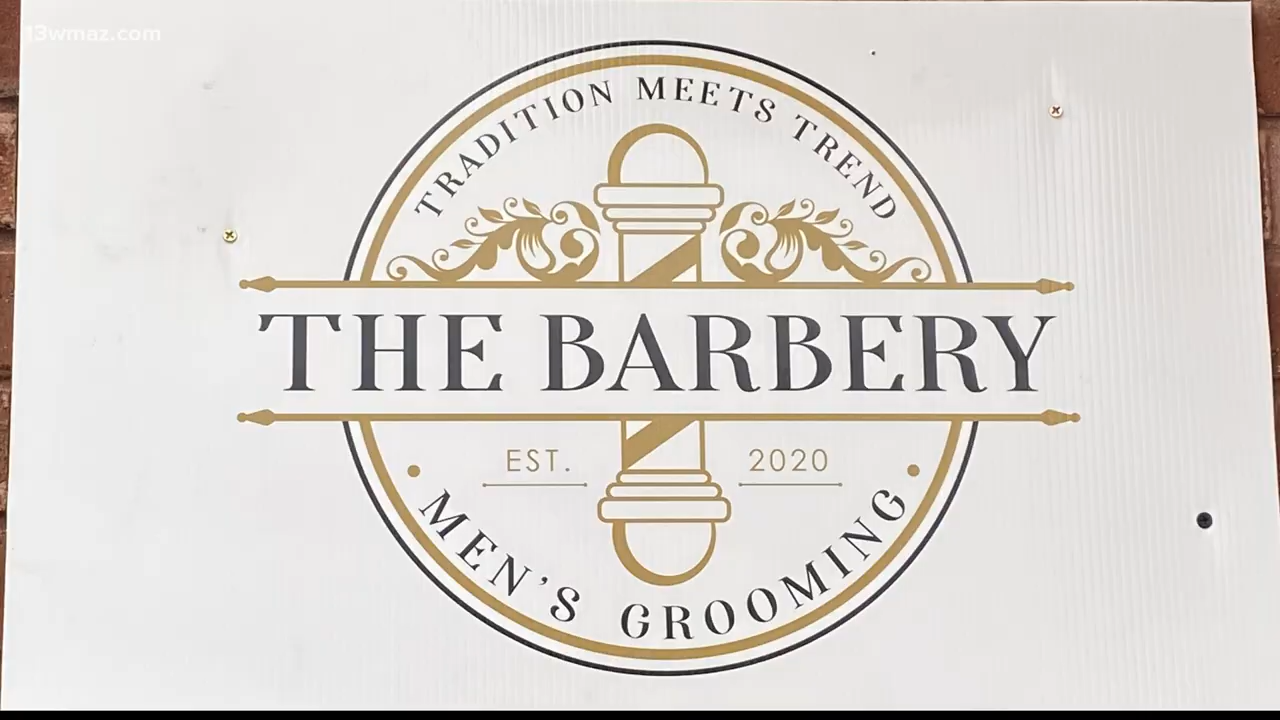 13wmaz.com
TRADITION MEETS TREND
THE BARBERY
EST. 2020
MEN'S GROOMING